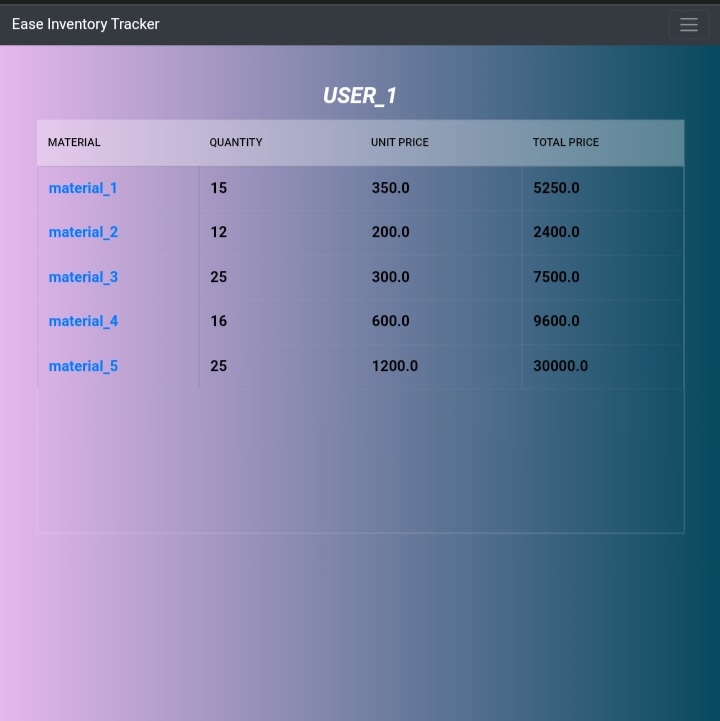 Ease Inventory Tracker
USER_1
MATERIAL QUANTITY UNIT PRICE TOTAL PRICE
material_1 15 350.0 5250.0
material_2 12 200.0 2400.0
material_3 25 300.0 7500.0
material_4 16 600.0 9600.0
material_5 25 1200.0 30000.0